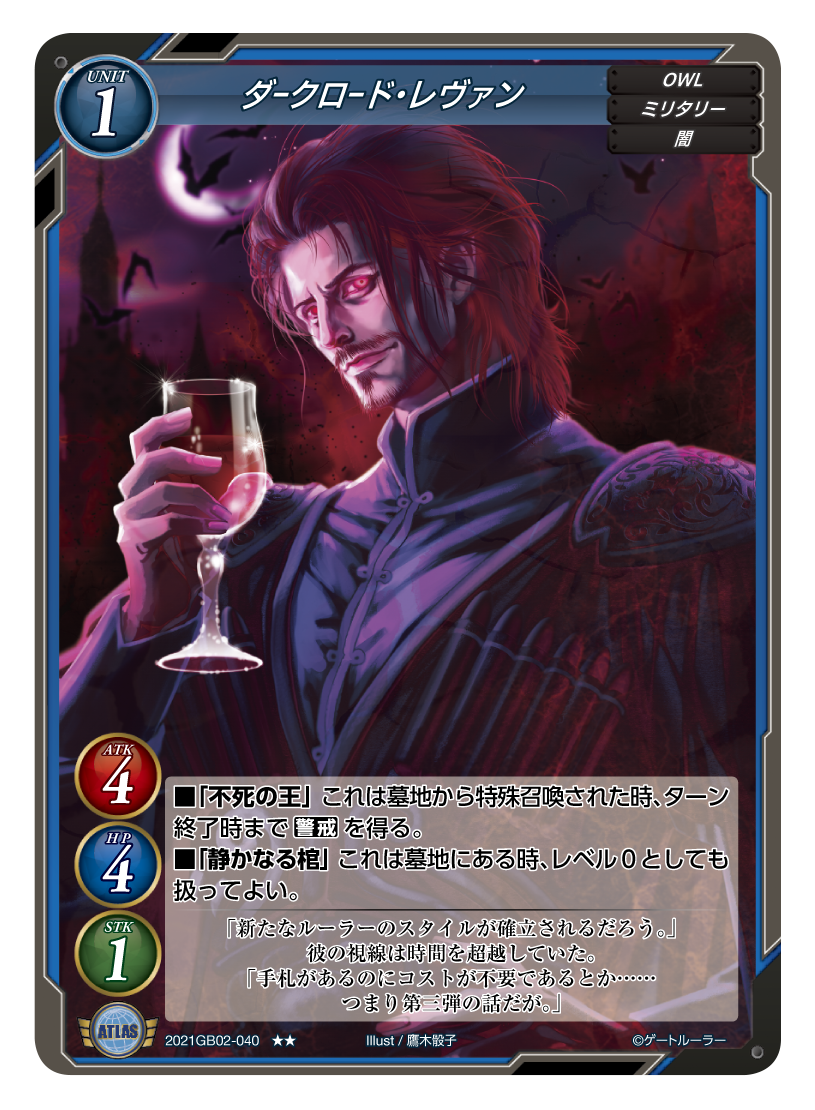 UNIT
1
ダークロード・レヴァン
OWL
ミリタリー
闇
ATK
4
HP
4
STK
1
ATLAS
■「不死の王」これは墓地から特殊召喚された時、ターン
終了時まで 警戒 を得る。
■「静かなる棺」これは墓地にある時、レベル０としても
扱ってよい。
「新たなルーラーのスタイルが確立されるだろう。」
彼の視線は時間を超越していた。
「手札があるのにコストが不要であるとか……
つまり第三弾の話だが。」
2021GB02-040 ★★ Illust / 鷹木骰子 ©ゲートルーラー